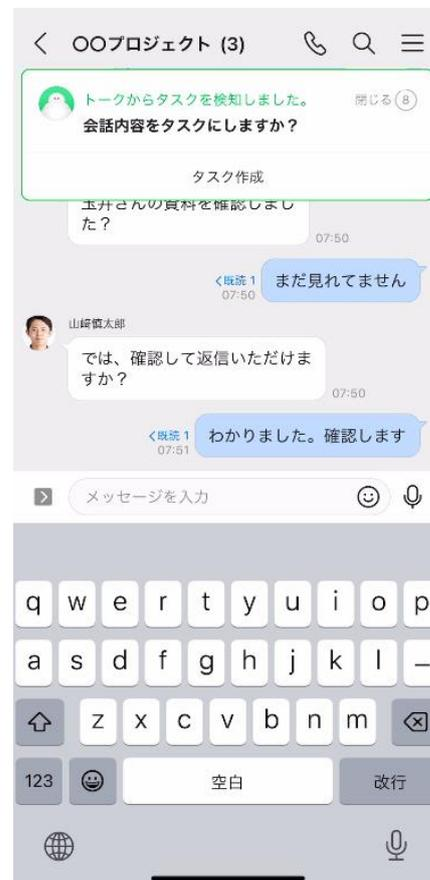 〇〇プロジェクト (3)
トークからタスクを検知しました。
閉じる 8
会話内容をタスクにしますか？
タスク作成
玉井さんの資料を確認しまし
た？
07:50
既読 1
07:50
まだ見れてません
山﨑慎太郎
では、確認して返信いただけま
すか？
07:50
既読 1
07:51
わかりました。確認します
メッセージを入力
q w e r t y u i o p
a s d f g h j k l ー
z x c v b n m
123
空白
改行